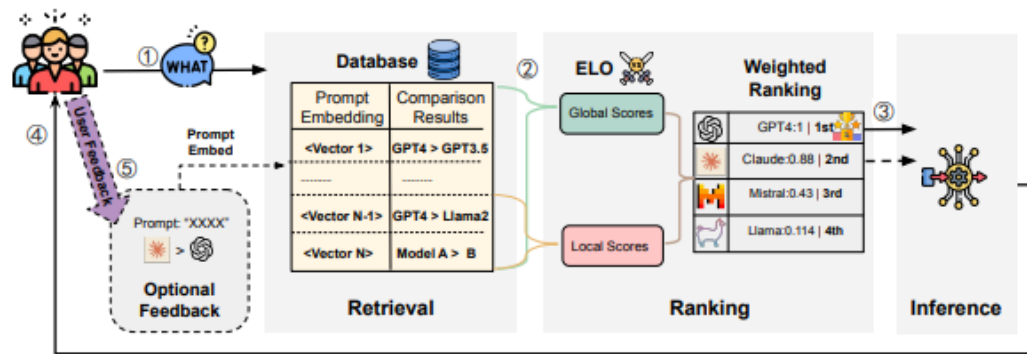 ①
WHAT
?
④
User Feedback
⑤
Prompt
Embed
Prompt: "XXXX"
>
Optional
Feedback
Database
Prompt
Embedding
Comparison
Results
<Vector 1>
GPT4 > GPT3.5
--------
--------
<Vector N-1>
GPT4 > Llama2
<Vector N>
Model A > B
Retrieval
②
ELO
VS
Global Scores
Local Scores
Weighted
Ranking
GPT4:1 | 1st
Claude:0.88 | 2nd
Mistral:0.43 | 3rd
Llama:0.114 | 4th
Ranking
③
Inference